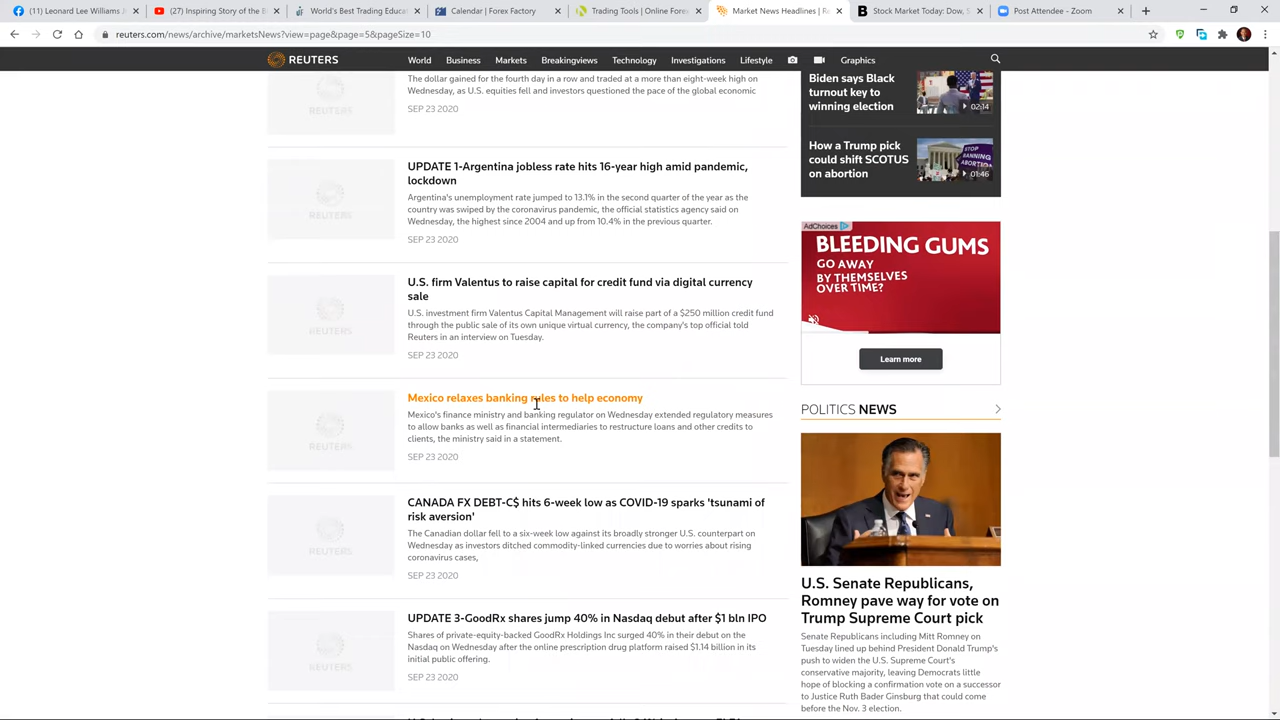 (11) Leonard Lee Williams
(27) Inspiring Story of the B
World's Best Trading Educat
Calendar | Forex Factory
Trading Tools | Online Forex
Market News Headlines | R
Stock Market Today: Dow, S
Post Attendee - Zoom
reuters.com/news/archive/marketsNews?view=page&page=5&pageSize=10
REUTERS
World
Business
Markets
Breakingviews
Technology
Investigations
Lifestyle
Graphics
The dollar gained for the fourth day in a row and traded at a more than eight-week high on
Wednesday, as U.S. equities fell and investors questioned the pace of the global economic
SEP 23 2020
REUTERS
UPDATE 1-Argentina jobless rate hits 16-year high amid pandemic,
lockdown
Argentina's unemployment rate jumped to 13.1% in the second quarter of the year as the
country was swiped by the coronavirus pandemic, the official statistics agency said on
Wednesday, the highest since 2004 and up from 10.4% in the previous quarter.
SEP 23 2020
REUTERS
U.S. firm Valentus to raise capital for credit fund via digital currency
sale
U.S. investment firm Valentus Capital Management will raise part of a $250 million credit fund
through the public sale of its own unique virtual currency, the company's top official told
Reuters in an interview on Tuesday.
SEP 23 2020
REUTERS
Mexico relaxes banking rules to help economy
Mexico's finance ministry and banking regulator on Wednesday extended regulatory measures
to allow banks as well as financial intermediaries to restructure loans and other credits to
clients, the ministry said in a statement.
SEP 23 2020
REUTERS
CANADA FX DEBT-C$ hits 6-week low as COVID-19 sparks 'tsunami of
risk aversion'
The Canadian dollar fell to a six-week low against its broadly stronger U.S. counterpart on
Wednesday as investors ditched commodity-linked currencies due to worries about rising
coronavirus cases,
SEP 23 2020
REUTERS
UPDATE 3-GoodRx shares jump 40% in Nasdaq debut after $1 bln IPO
Shares of private-equity-backed GoodRx Holdings Inc surged 40% in their debut on the
Nasdaq on Wednesday after the online prescription drug platform raised $1.14 billion in its
initial public offering.
SEP 23 2020
REUTERS
Biden says Black
turnout key to
winning election
02:14
How a Trump pick
could shift SCOTUS
on abortion
STOP
BANNING
ABORTION
01:46
AdChoices
BLEEDING GUMS
GO AWAY
BY THEMSELVES
OVER TIME?
Learn more
POLITICS NEWS
U.S. Senate Republicans,
Romney pave way for vote on
Trump Supreme Court pick
Senate Republicans including Mitt Romney on
Tuesday lined up behind President Donald Trump's
push to widen the U.S. Supreme Court's
conservative majority, leaving Democrats little
hope of blocking a confirmation vote on a successor
to Justice Ruth Bader Ginsburg that could come
before the Nov. 3 election.